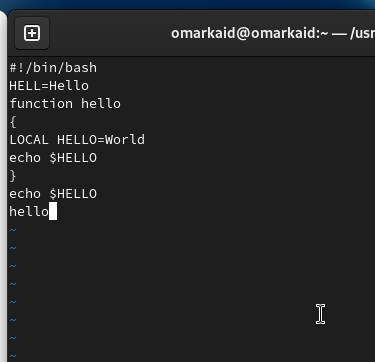 omarkaid@omarkaid:~ — /usr
#!/bin/bash
HELL=Hello
function hello
{
LOCAL HELLO=World
echo $HELLO
}
echo $HELLO
hello
~
~
~
~
~
~
~
~